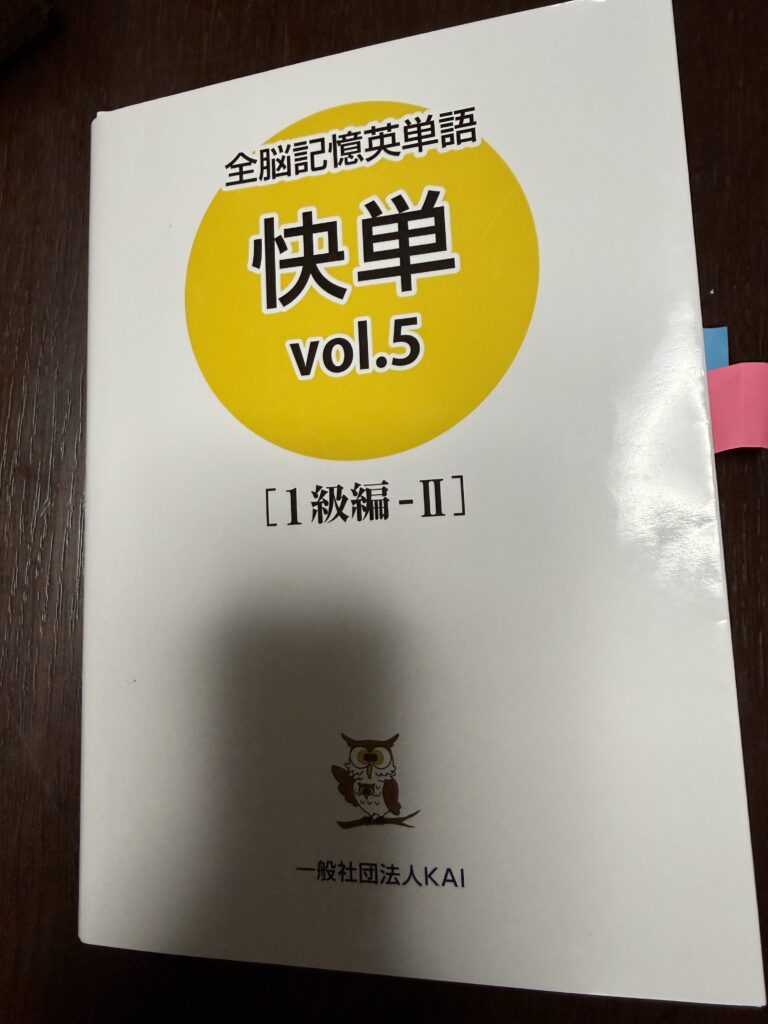 全脳記憶英単語
快単
vol.5
[1級編-Ⅱ]
一般社団法人KAI